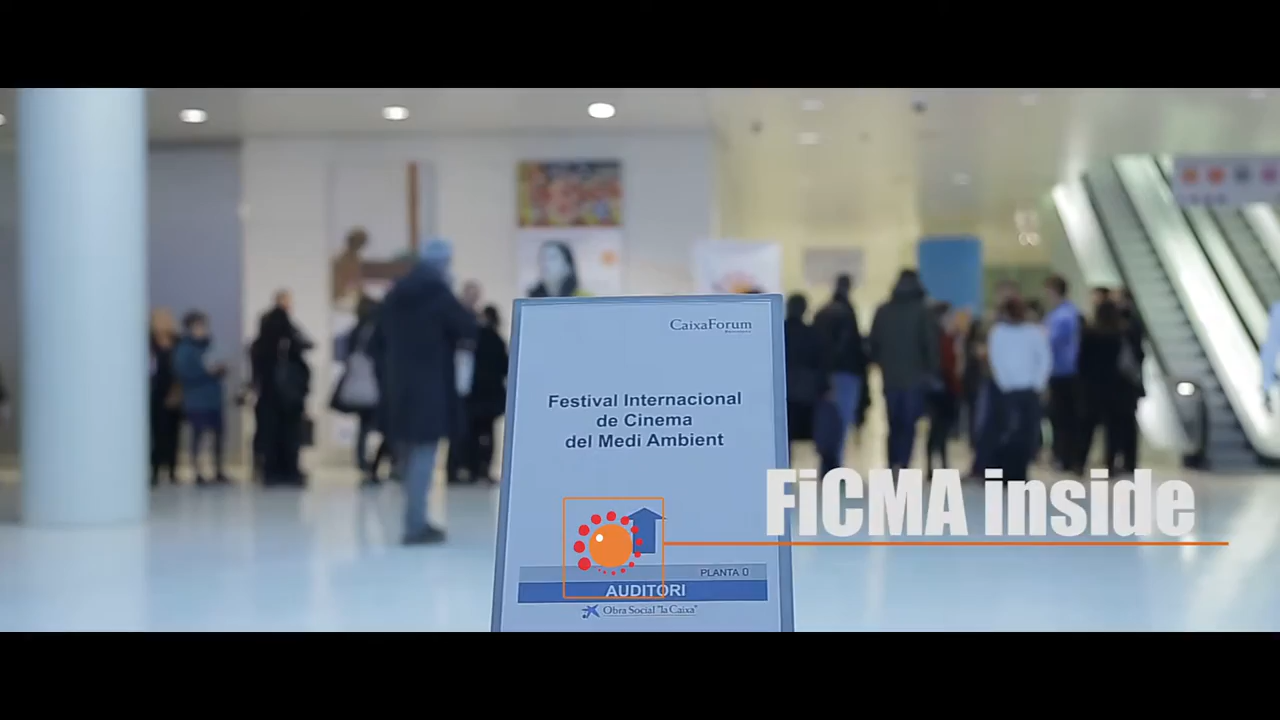 CaixaForum
Festival Internacional
de Cinema
del Medi Ambient
FiCMA inside
PLANTA 0
AUDITORI
Obra Social "la Caixa"